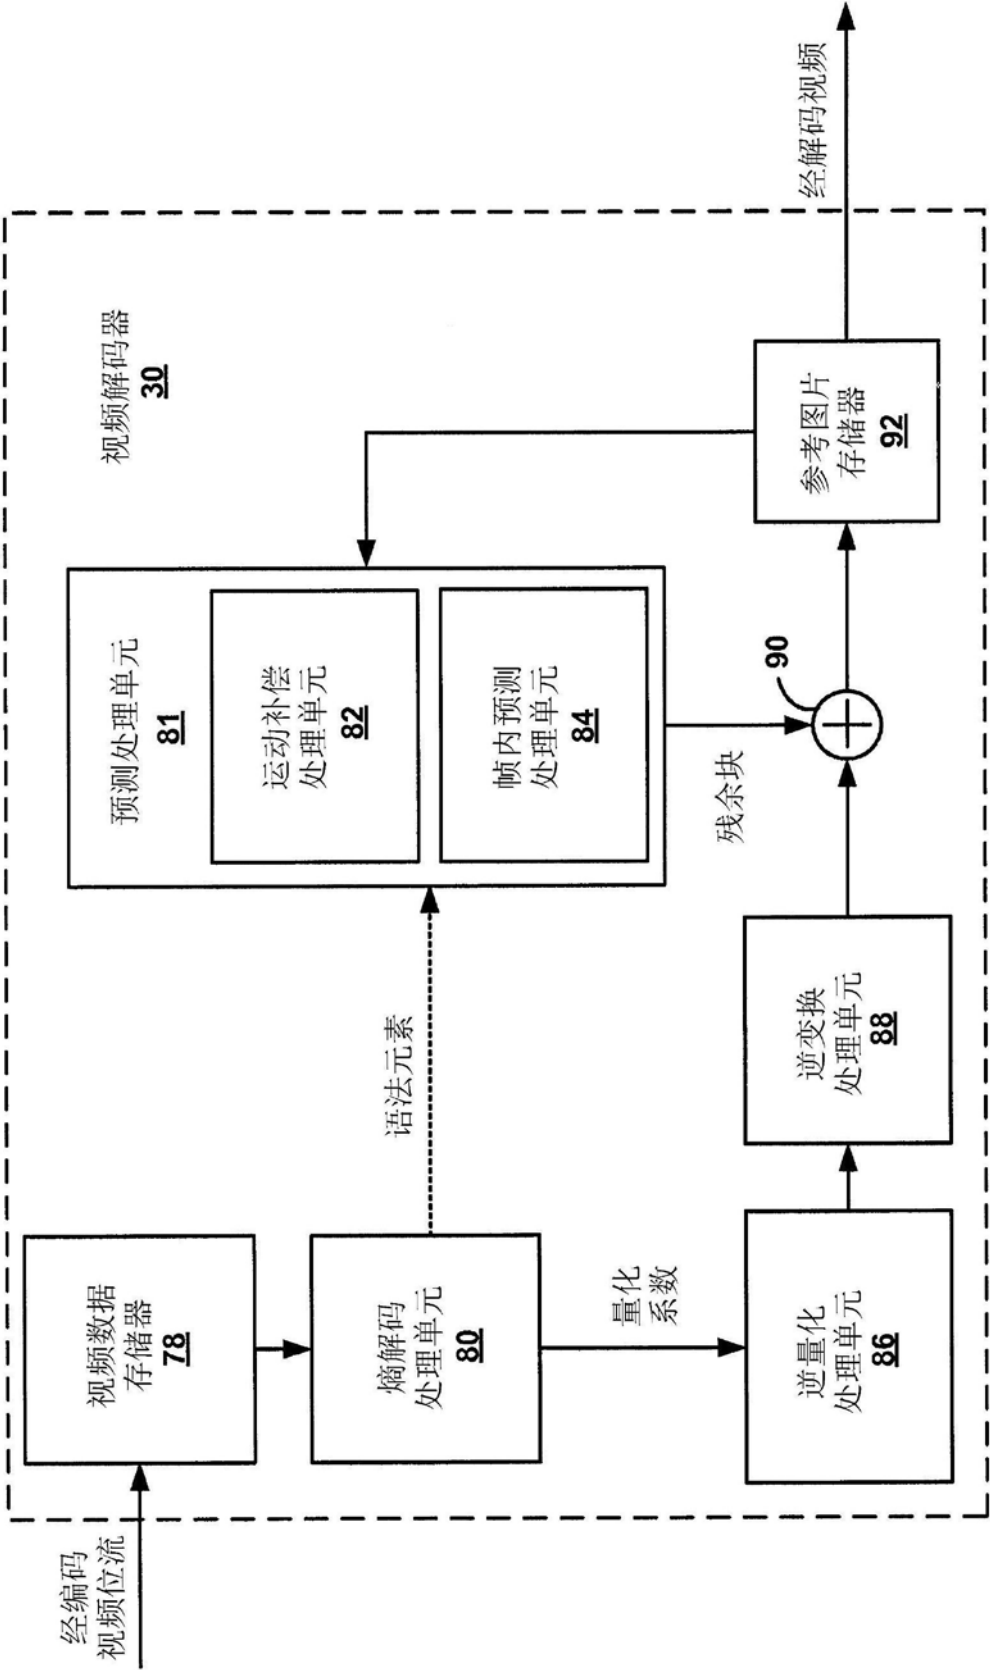 经编码
视频位流
视频数据
存储器
78
熵解码
处理单元
80
语法元素
量化
系数
逆量化
处理单元
86
逆变换
处理单元
88
视频解码器
30
预测处理单元
81
运动补偿
处理单元
82
帧内预测
处理单元
84
残余块
90
参考图片
存储器
92
经解码视频